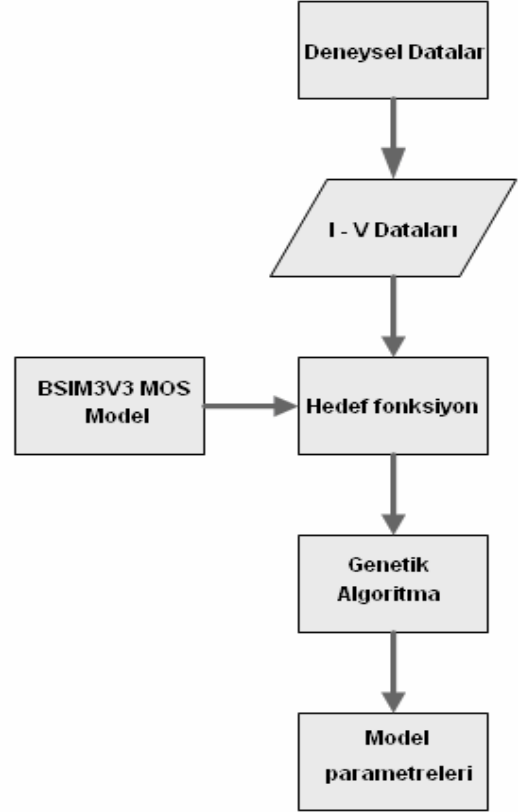 Deneysel Datalar
I - V Dataları
BSIM3V3 MOS
Model
Hedef fonksiyon
Genetik
Algoritma
Model
parametreleri